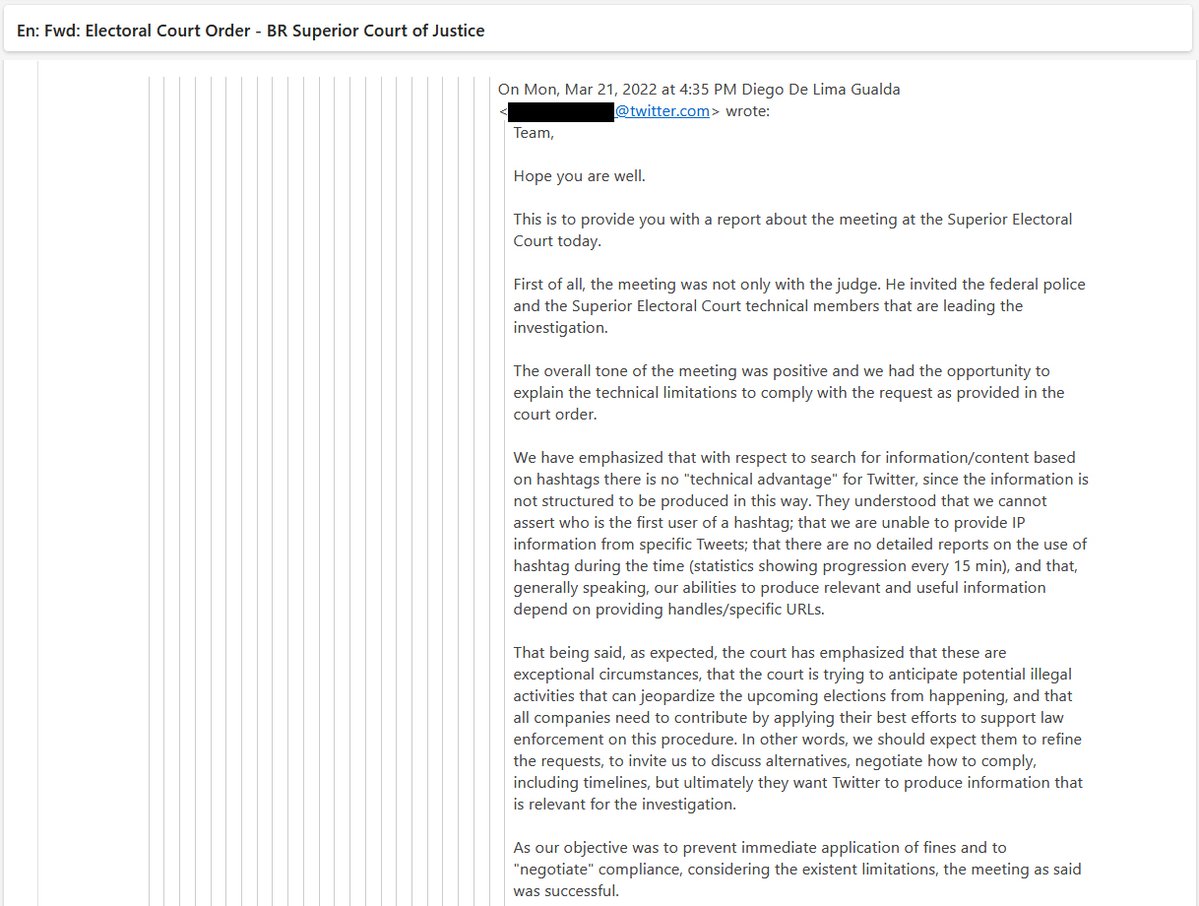 En: Fwd: Electoral Court Order - BR Superior Court of Justice
On Mon, Mar 21, 2022 at 4:35 PM Diego De Lima Gualda
<@twitter.com> wrote:
Team,
Hope you are well.
This is to provide you with a report about the meeting at the Superior Electoral
Court today.
First of all, the meeting was not only with the judge. He invited the federal police
and the Superior Electoral Court technical members that are leading the
investigation.
The overall tone of the meeting was positive and we had the opportunity to
explain the technical limitations to comply with the request as provided in the
court order.
We have emphasized that with respect to search for information/content based
on hashtags there is no "technical advantage" for Twitter, since the information is
not structured to be produced in this way. They understood that we cannot
assert who is the first user of a hashtag; that we are unable to provide IP
information from specific Tweets; that there are no detailed reports on the use of
hashtag during the time (statistics showing progression every 15 min), and that,
generally speaking, our abilities to produce relevant and useful information
depend on providing handles/specific URLs.
That being said, as expected, the court has emphasized that these are
exceptional circumstances, that the court is trying to anticipate potential illegal
activities that can jeopardize the upcoming elections from happening, and that
all companies need to contribute by applying their best efforts to support law
enforcement on this procedure. In other words, we should expect them to refine
the requests, to invite us to discuss alternatives, negotiate how to comply,
including timelines, but ultimately they want Twitter to produce information that
is relevant for the investigation.
As our objective was to prevent immediate application of fines and to
"negotiate" compliance, considering the existent limitations, the meeting as said
was successful.